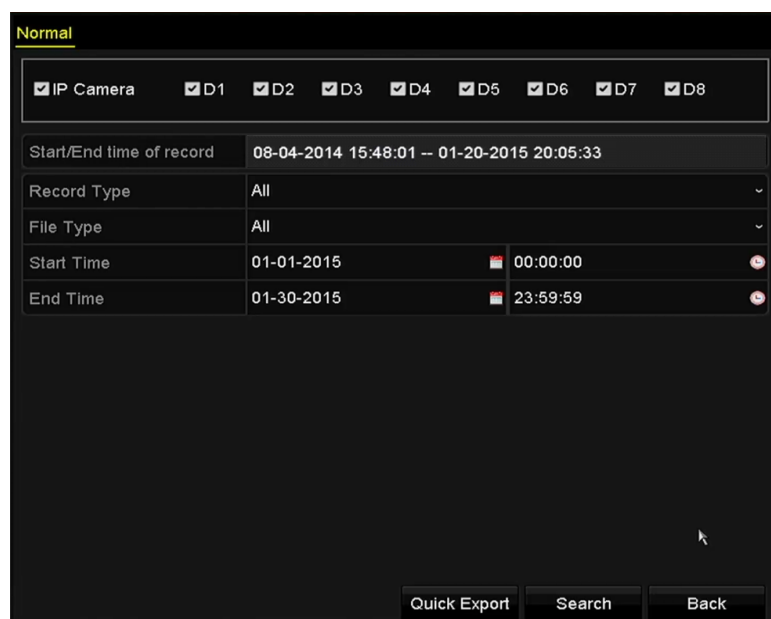 Normal
IP Camera D1 D2 D3 D4 D5 D6 D7 D8
Start/End time of record 08-04-2014 15:48:01 -- 01-20-2015 20:05:33
Record Type All
File Type All
Start Time 01-01-2015 00:00:00
End Time 01-30-2015 23:59:59
Quick Export Search Back